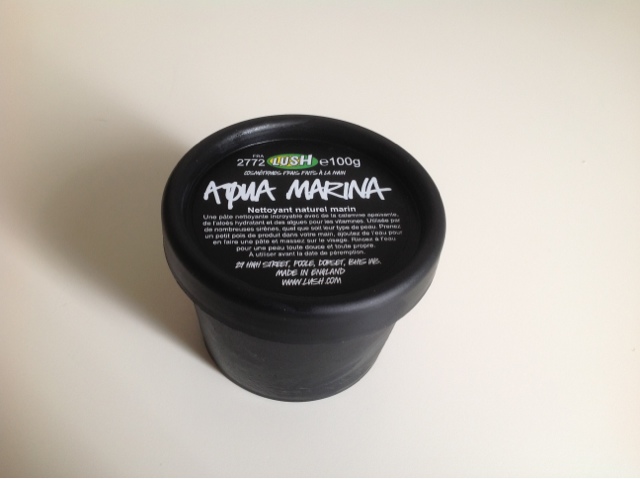 FRA
2772 LUSH e100g
COSMÉTIQUES FRAIS FAITS À LA MAIN
AQUA MARINA
Nettoyant naturel marin
Une pâte nettoyante incroyable avec de la calamine apaisante,
de l'aloès hydratant et des algues pour les vitamines. Utilisée par
de nombreuses sirènes, quel que soit leur type de peau. Prenez
un petit pois de produit dans votre main, ajoutez de l'eau pour
en faire une pâte et massez sur le visage. Rincez à l'eau
pour une peau toute douce et toute propre.
A utiliser avant la date de péremption.
29 HIGH STREET, POOLE, DORSET, BH15 1AB.
MADE IN ENGLAND
WWW.LUSH.COM